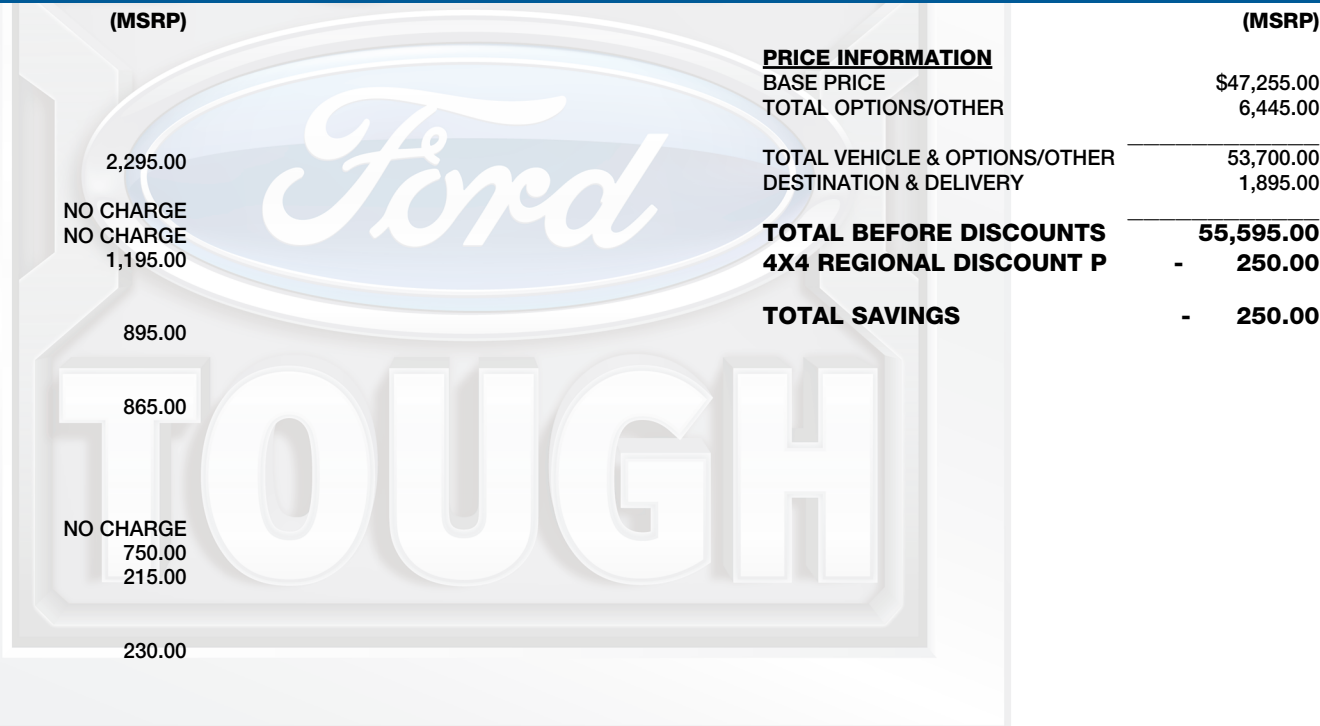 (MSRP)
2,295.00
NO CHARGE
NO CHARGE
1,195.00
895.00
865.00
NO CHARGE
750.00
215.00
230.00
Ford
TOUGH
(MSRP)
PRICE INFORMATION
BASE PRICE $47,255.00
TOTAL OPTIONS/OTHER 6,445.00
TOTAL VEHICLE & OPTIONS/OTHER 53,700.00
DESTINATION & DELIVERY 1,895.00
TOTAL BEFORE DISCOUNTS 55,595.00
4X4 REGIONAL DISCOUNT P - 250.00
TOTAL SAVINGS - 250.00